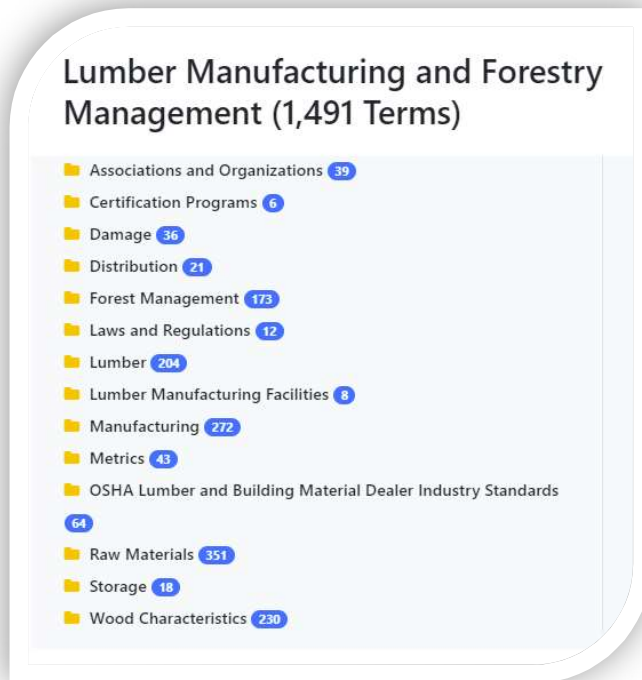 Lumber Manufacturing and Forestry
Management (1,491 Terms)
Associations and Organizations 39
Certification Programs 6
Damage 36
Distribution 21
Forest Management 173
Laws and Regulations 12
Lumber 204
Lumber Manufacturing Facilities 8
Manufacturing 272
Metrics 43
OSHA Lumber and Building Material Dealer Industry Standards
64
Raw Materials 351
Storage 18
Wood Characteristics 230